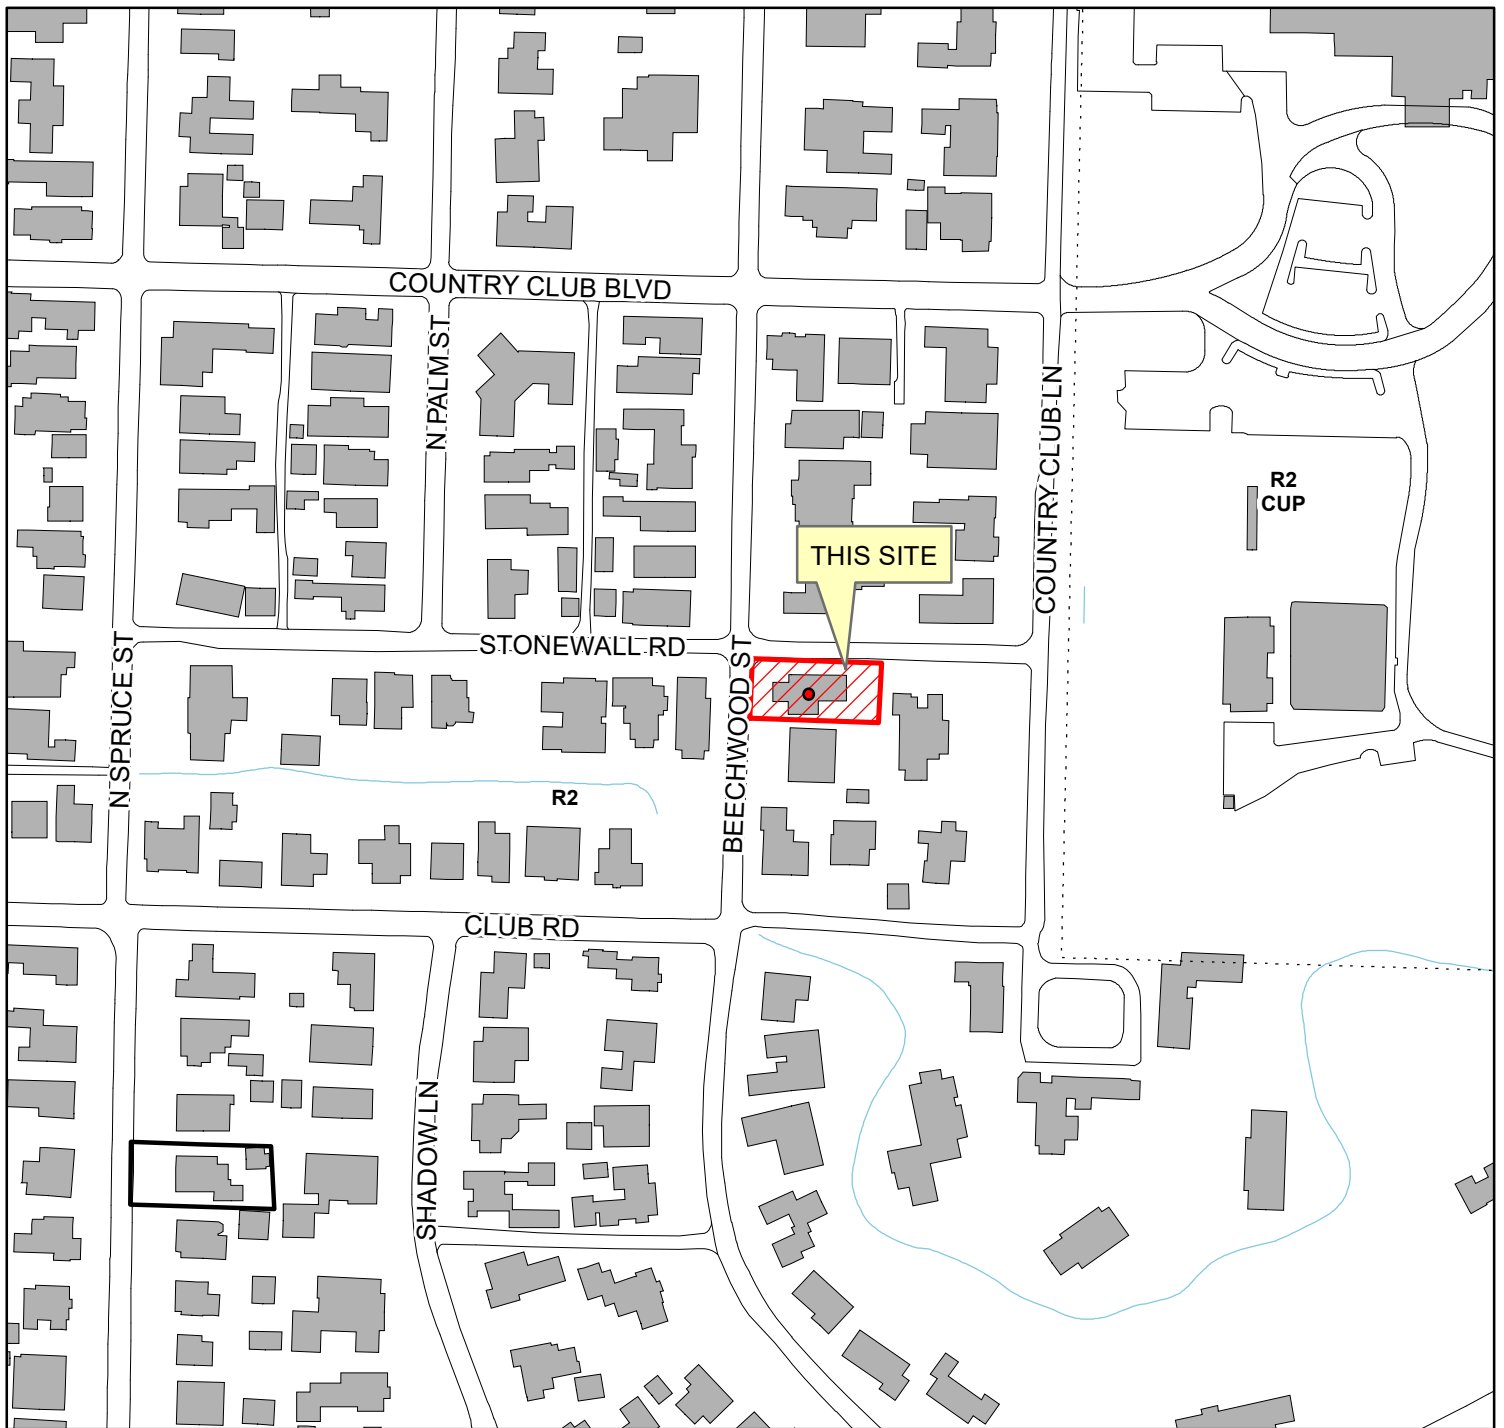 COUNTRY CLUB BLVD
N PALM ST
COUNTRY CLUB LN
R2
CUP
THIS SITE
STONEWALL RD
N SPRUCE ST
BEECHWOOD ST
R2
CLUB RD
SHADOW LN